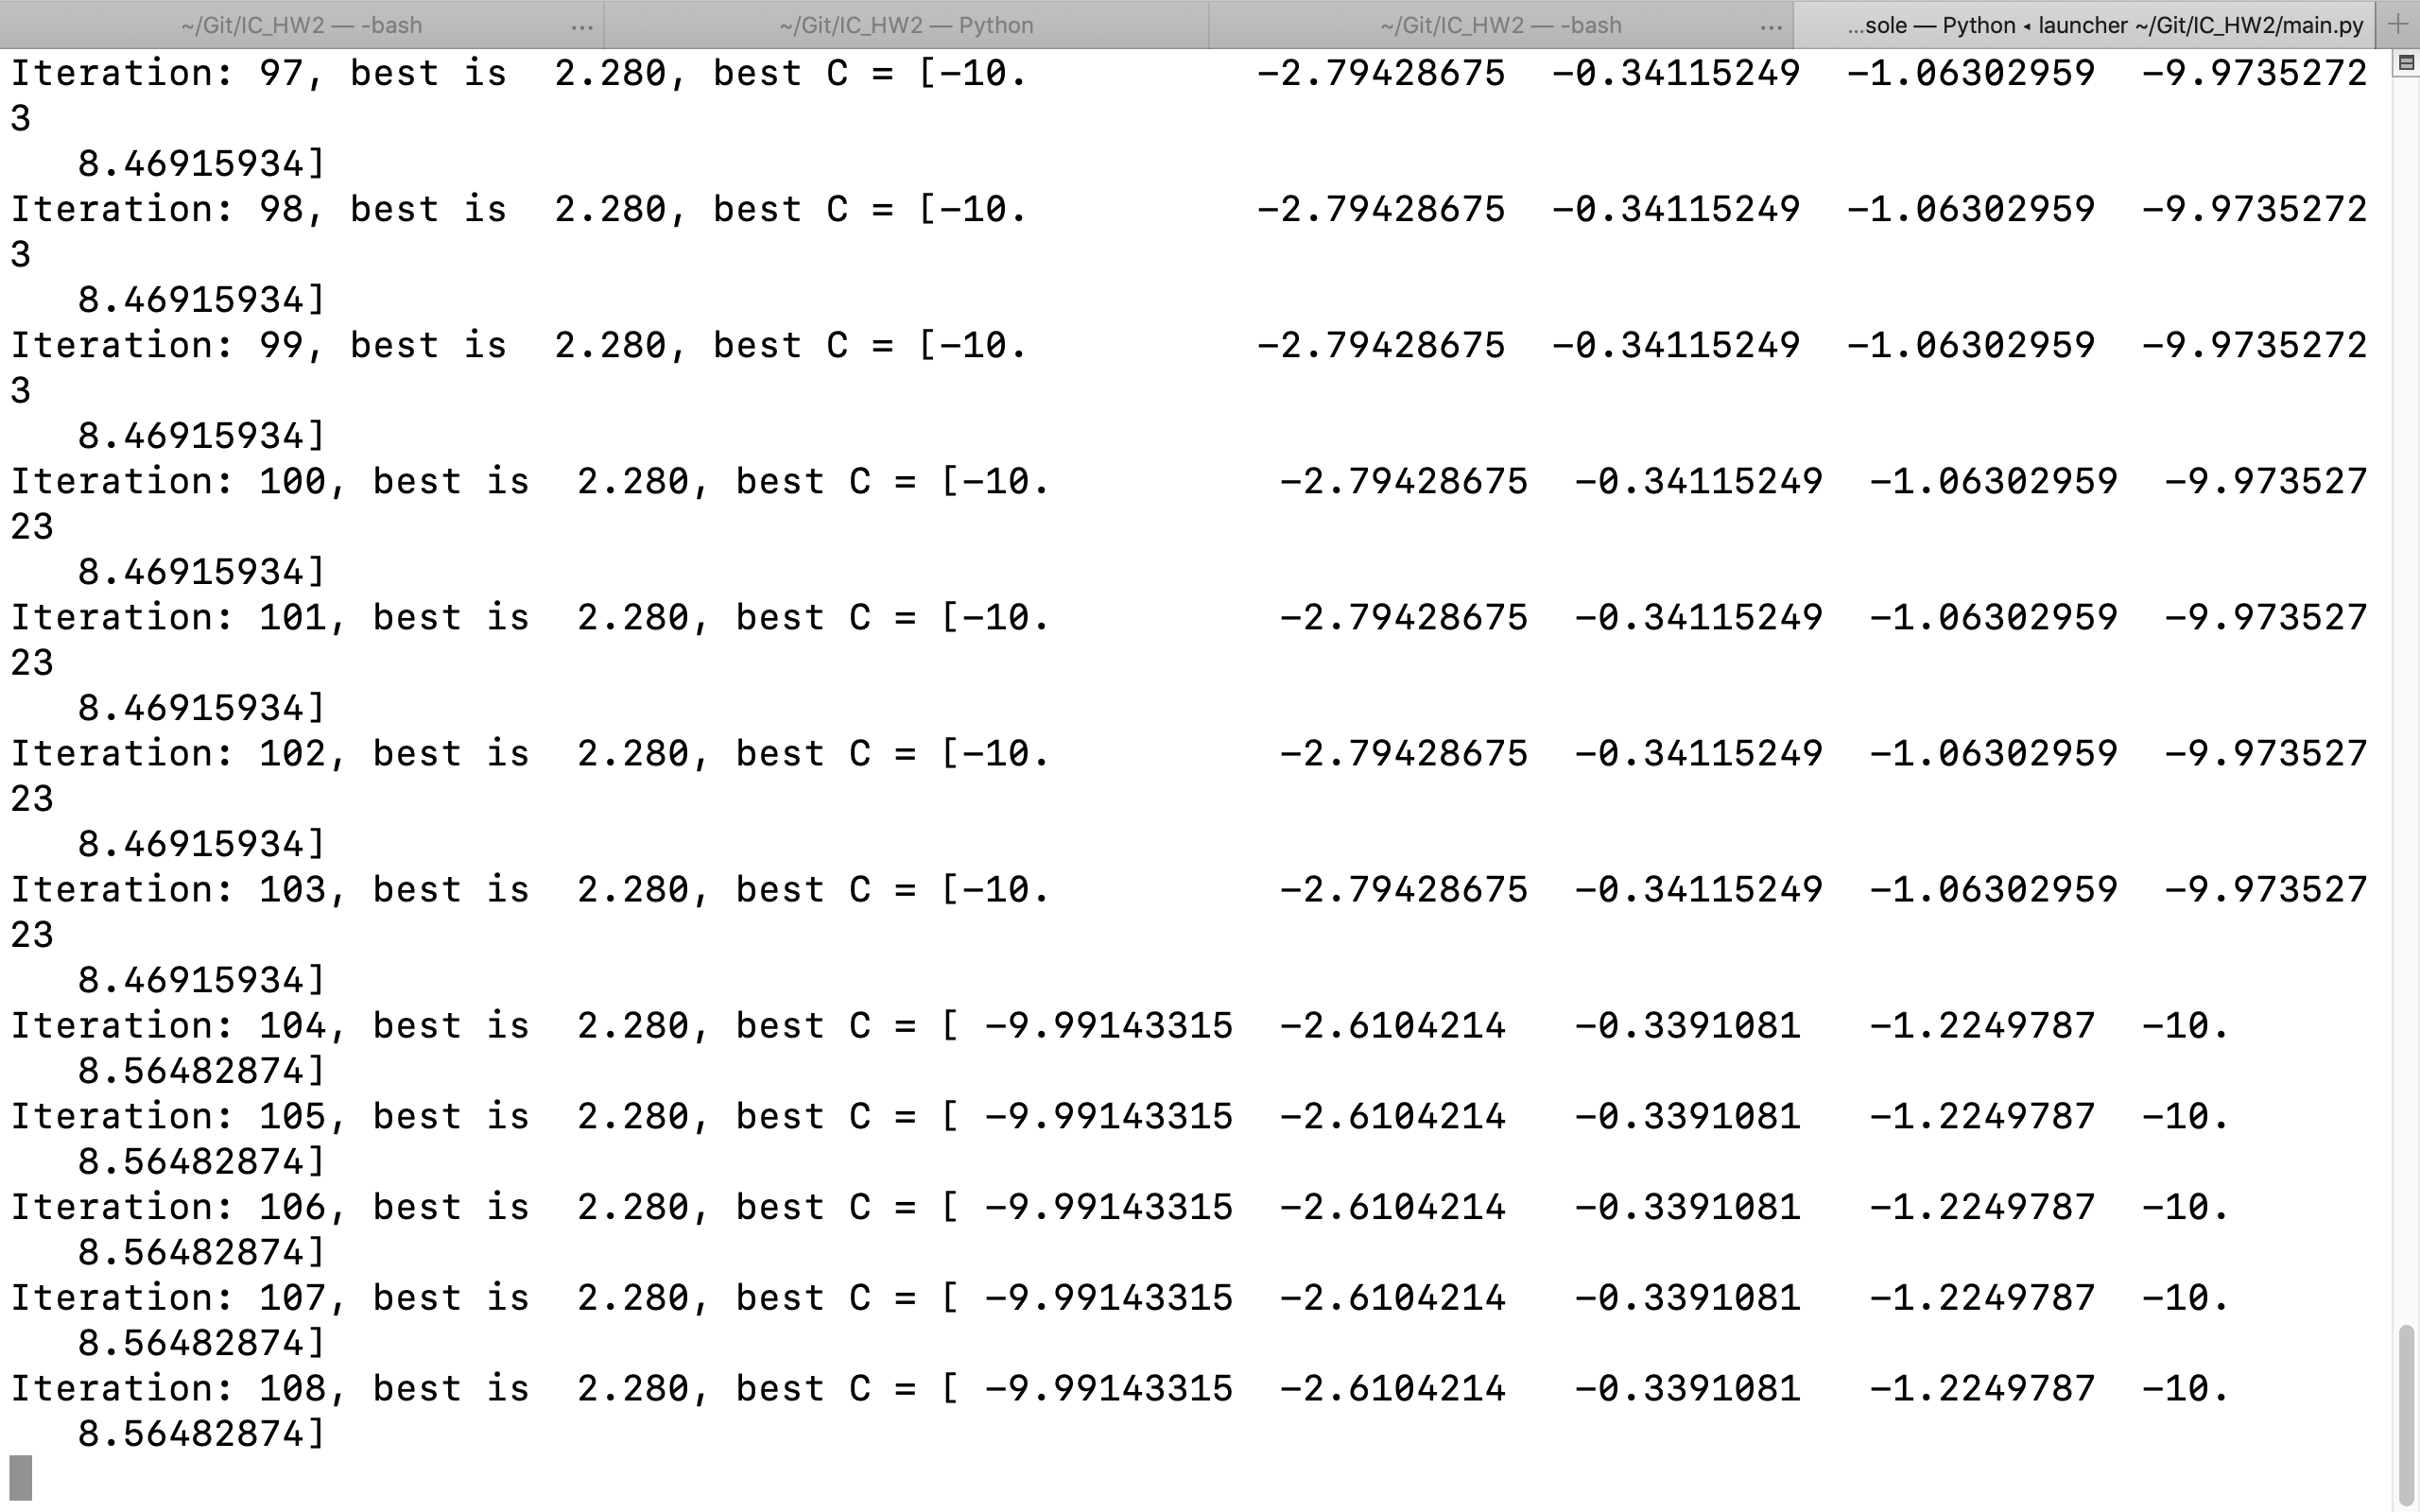 ~/Git/IC_HW2 — -bash ... ~/Git/IC_HW2 — Python ~/Git/IC_HW2 — -bash ... ...sole — Python ◂ launcher ~/Git/IC_HW2/main.py +
Iteration: 97, best is  2.280, best C = [-10.          -2.79428675  -0.34115249  -1.06302959  -9.9735272
3
   8.46915934]
Iteration: 98, best is  2.280, best C = [-10.          -2.79428675  -0.34115249  -1.06302959  -9.9735272
3
   8.46915934]
Iteration: 99, best is  2.280, best C = [-10.          -2.79428675  -0.34115249  -1.06302959  -9.9735272
3
   8.46915934]
Iteration: 100, best is  2.280, best C = [-10.          -2.79428675  -0.34115249  -1.06302959  -9.973527
23
   8.46915934]
Iteration: 101, best is  2.280, best C = [-10.          -2.79428675  -0.34115249  -1.06302959  -9.973527
23
   8.46915934]
Iteration: 102, best is  2.280, best C = [-10.          -2.79428675  -0.34115249  -1.06302959  -9.973527
23
   8.46915934]
Iteration: 103, best is  2.280, best C = [-10.          -2.79428675  -0.34115249  -1.06302959  -9.973527
23
   8.46915934]
Iteration: 104, best is  2.280, best C = [ -9.99143315  -2.6104214   -0.3391081   -1.2249787  -10.
   8.56482874]
Iteration: 105, best is  2.280, best C = [ -9.99143315  -2.6104214   -0.3391081   -1.2249787  -10.
   8.56482874]
Iteration: 106, best is  2.280, best C = [ -9.99143315  -2.6104214   -0.3391081   -1.2249787  -10.
   8.56482874]
Iteration: 107, best is  2.280, best C = [ -9.99143315  -2.6104214   -0.3391081   -1.2249787  -10.
   8.56482874]
Iteration: 108, best is  2.280, best C = [ -9.99143315  -2.6104214   -0.3391081   -1.2249787  -10.
   8.56482874]